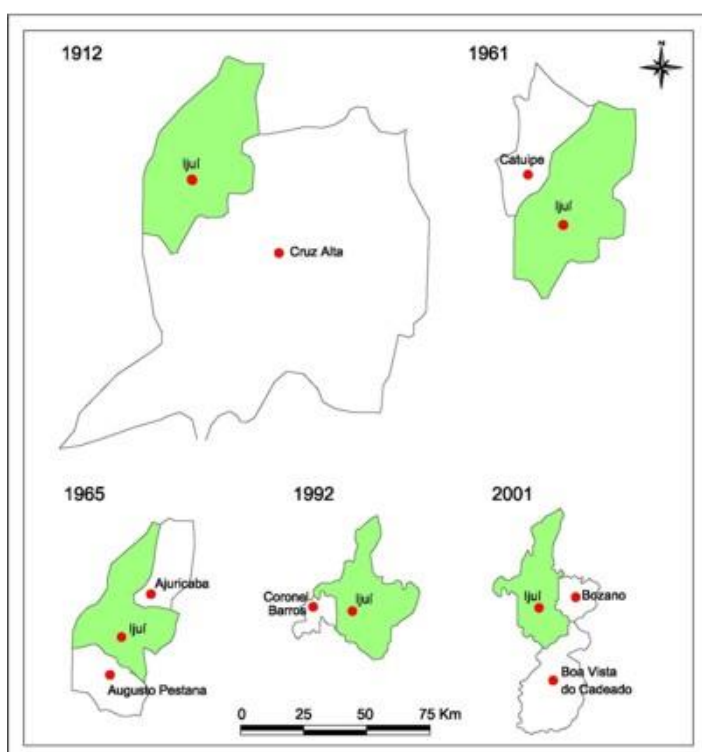 1912
1961
N
Ijuí
Cruz Alta
Catuipe
Ijuí
1965
1992
2001
Ajuricaba
Ijuí
Augusto Pestana
Coronel
Barros
Ijuí
Ijuí
Bozano
Boa Vista
do Cadeado
0 25 50 75 Km